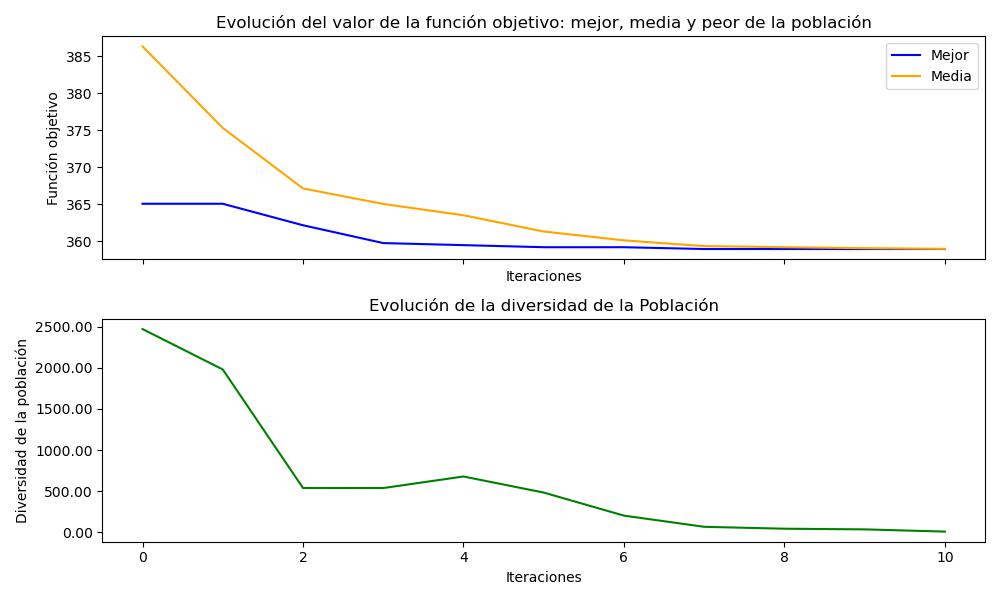 Evolución del valor de la función objetivo: mejor, media y peor de la población
Función objetivo
385
380
375
370
365
360
Mejor
Media
Iteraciones
Evolución de la diversidad de la Población
Diversidad de la población
2500.00
2000.00
1500.00
1000.00
500.00
0.00
0 2 4 6 8 10
Iteraciones